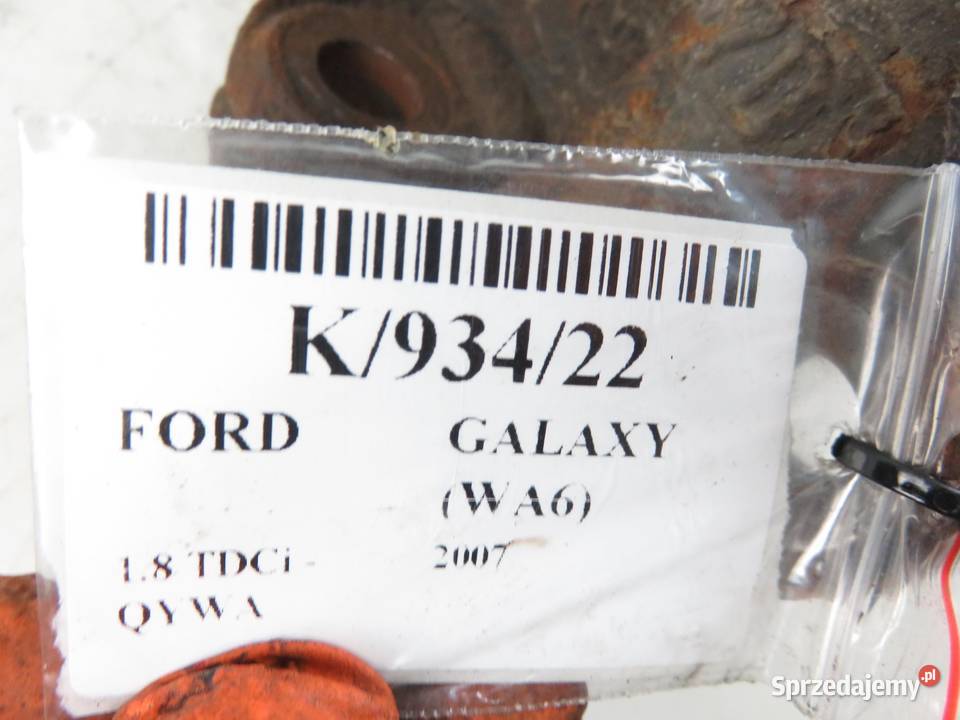 K/934/22
FORD GALAXY
(WA6)
1.8 TDCi - 2007
QYWA
Sprzedajemy.pl